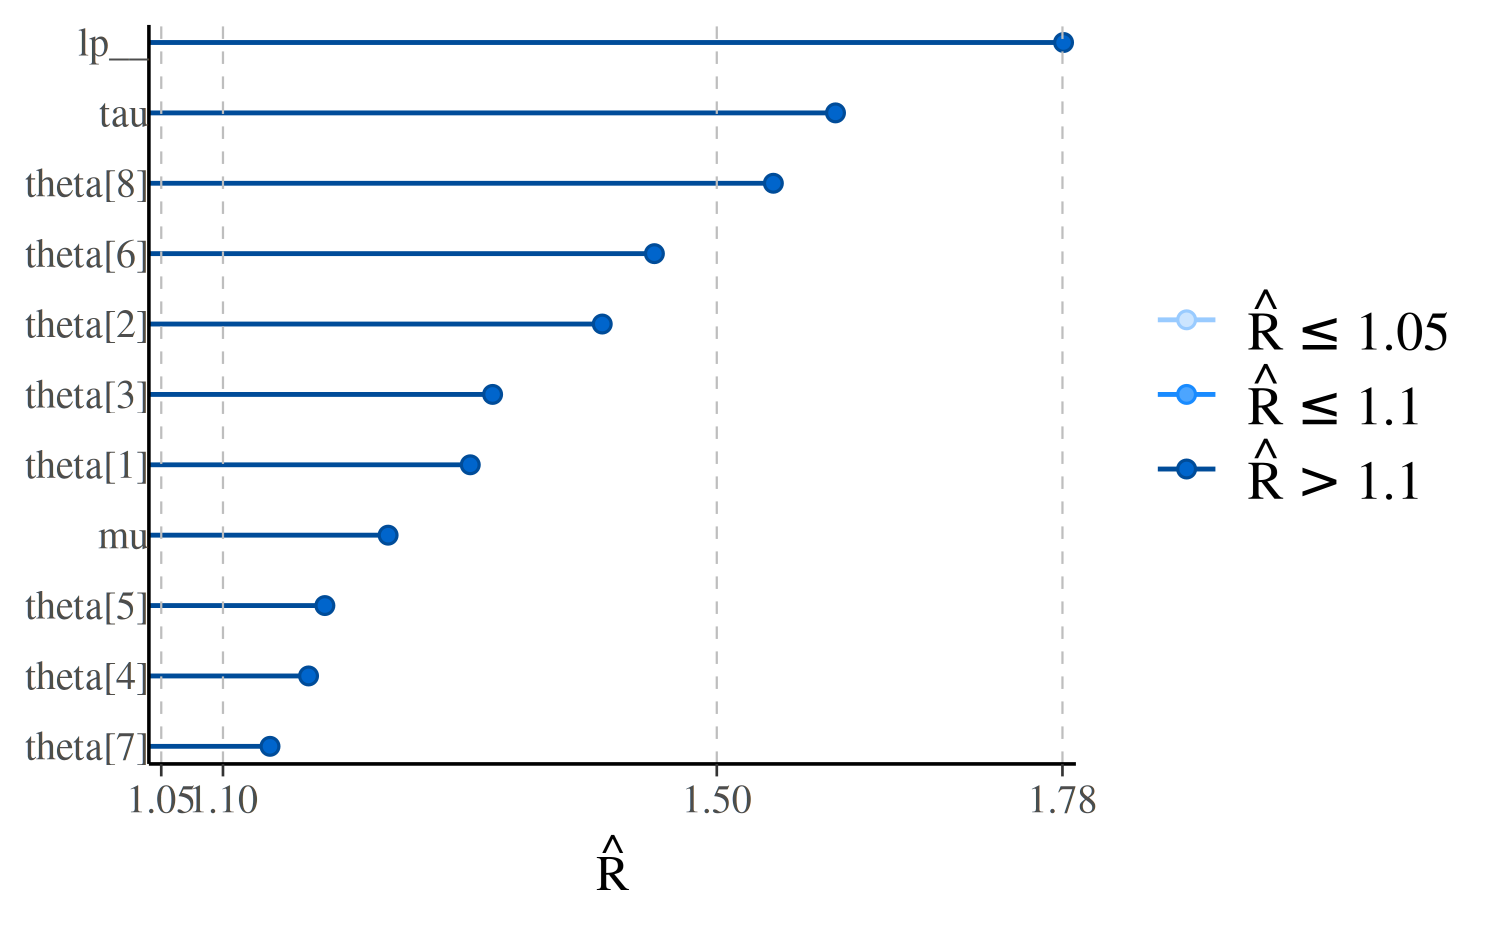 lp__
tau
theta[8]
theta[6]
theta[2]
theta[3]
theta[1]
mu
theta[5]
theta[4]
theta[7]
1.05 1.10 1.50 1.78
R̂
R̂ ≤ 1.05
R̂ ≤ 1.1
R̂ > 1.1